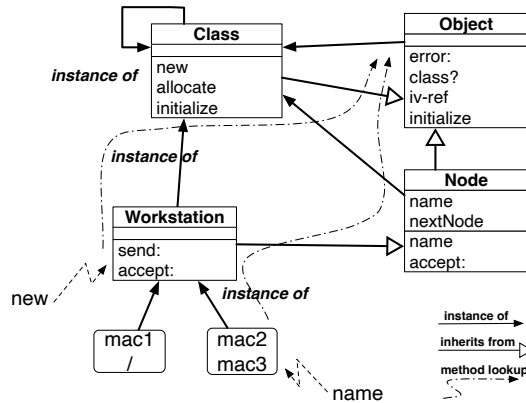 Class
new
allocate
initialize
Object
error:
class?
iv-ref
initialize
instance of
instance of
Node
name
nextNode
name
accept:
Workstation
send:
accept:
instance of
new
mac1
/
mac2
mac3
name
instance of
inherits from
method lookup